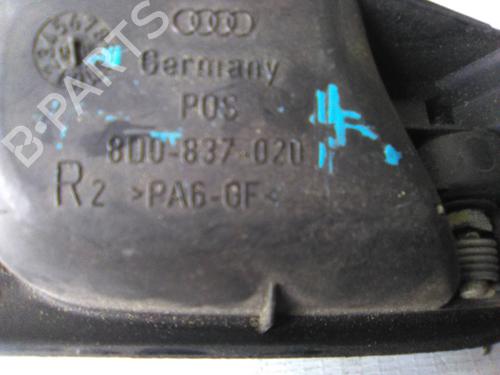 Germany
POS
8D0-837-020
R2 >PA6-GF<
B-PARTS